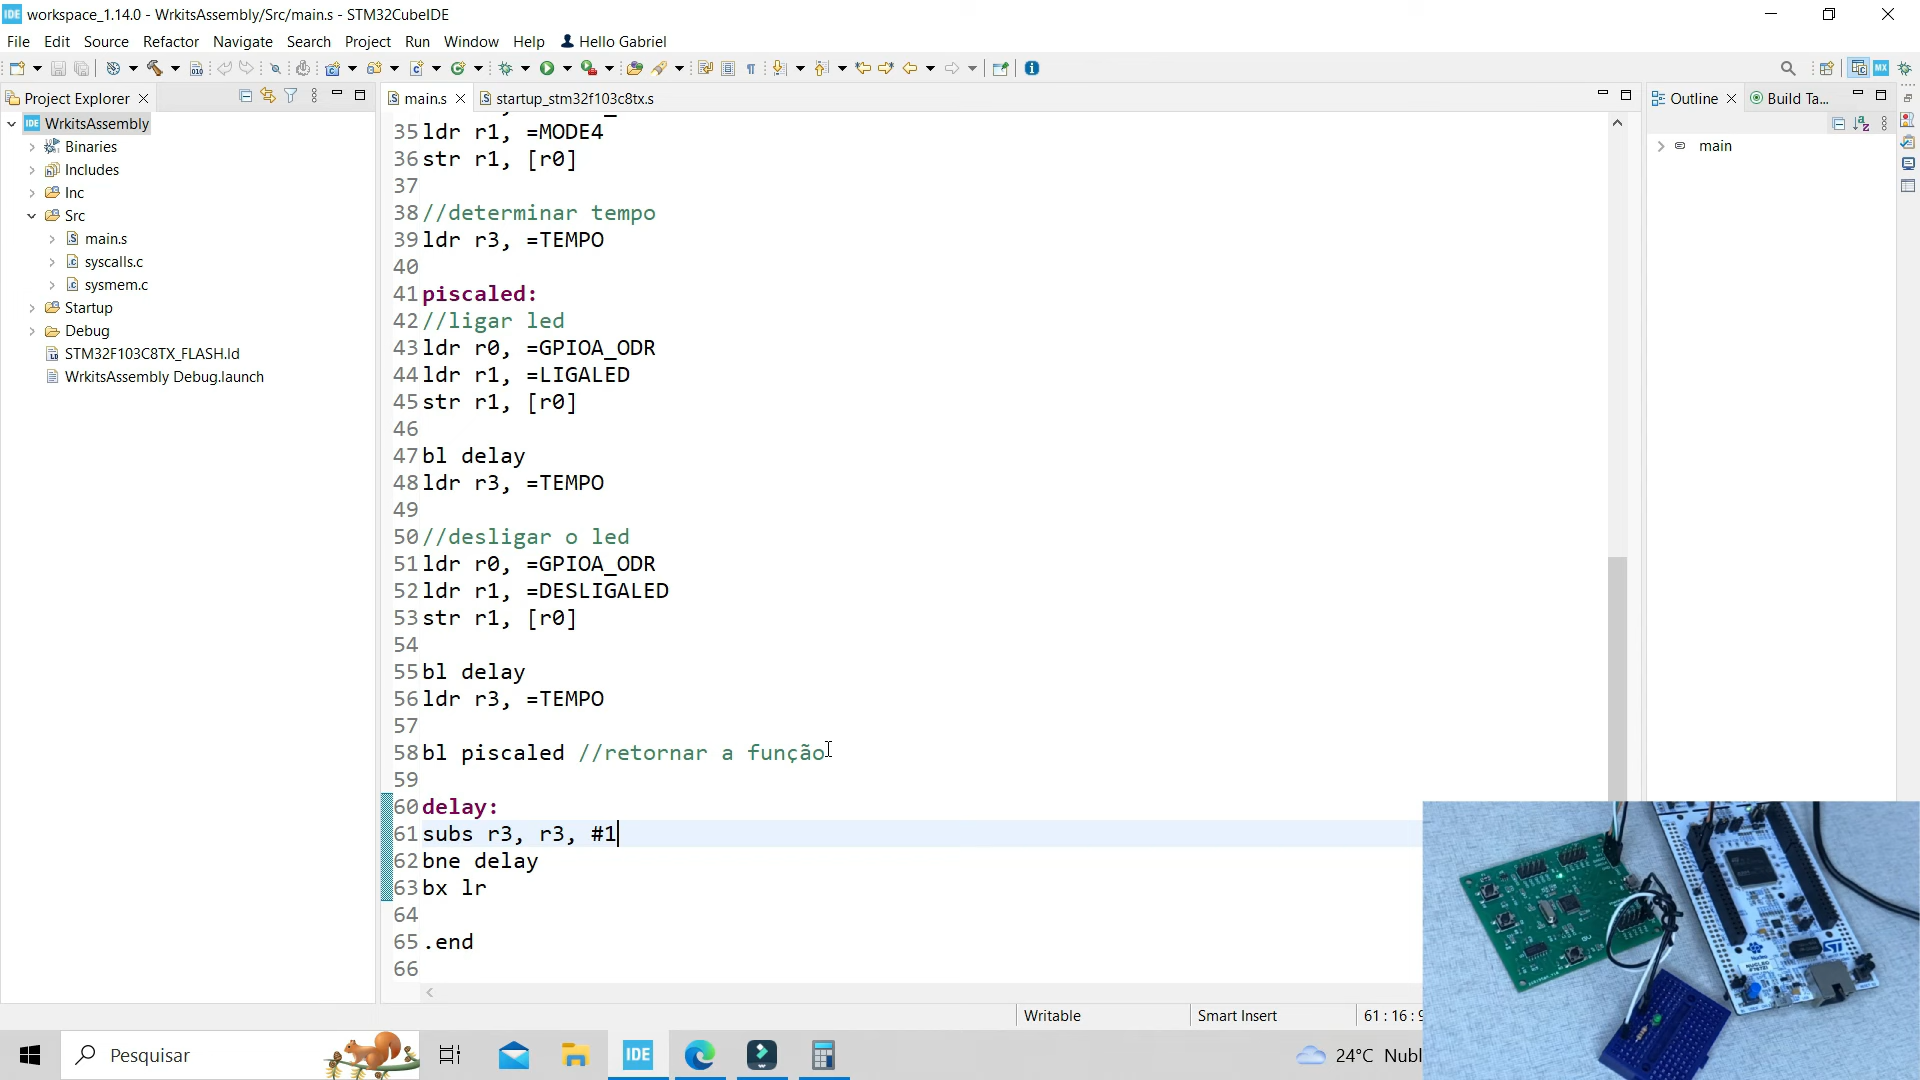 IDE workspace_1.14.0 - WrkitsAssembly/Src/main.s - STM32CubeIDE
File Edit Source Refactor Navigate Search Project Run Window Help Hello Gabriel
Project Explorer
main.s
startup_stm32f103c8tx.s
Outline
Build Ta...
IDE WrkitsAssembly
Binaries
Includes
Inc
Src
main.s
syscalls.c
sysmem.c
Startup
Debug
STM32F103C8TX_FLASH.ld
WrkitsAssembly Debug.launch
main
35 ldr r1, =MODE4
36 str r1, [r0]
37
38 //determinar tempo
39 ldr r3, =TEMPO
40
41 piscaled:
42 //ligar led
43 ldr r0, =GPIOA_ODR
44 ldr r1, =LIGALED
45 str r1, [r0]
46
47 bl delay
48 ldr r3, =TEMPO
49
50 //desligar o led
51 ldr r0, =GPIOA_ODR
52 ldr r1, =DESLIGALED
53 str r1, [r0]
54
55 bl delay
56 ldr r3, =TEMPO
57
58 bl piscaled //retornar a função
59
60 delay:
61 subs r3, r3, #1
62 bne delay
63 bx lr
64
65 .end
66
Writable
Smart Insert
61 : 16 :
Pesquisar
IDE
24°C Nubl